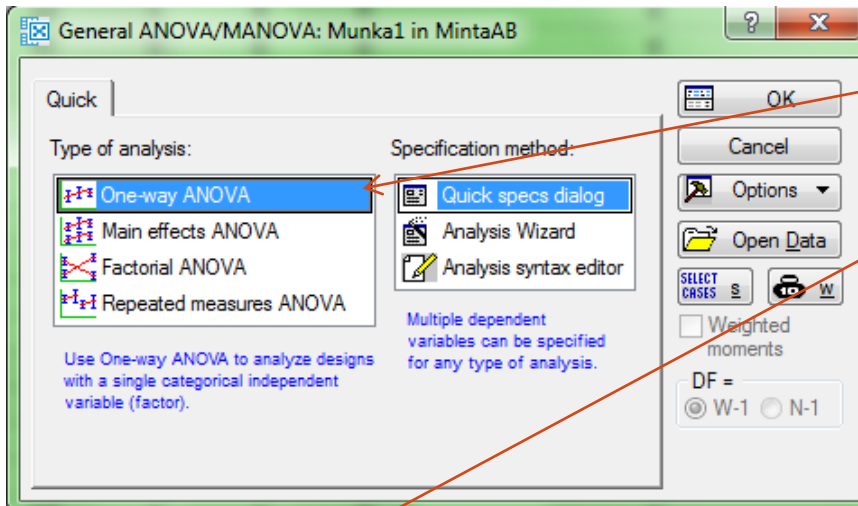 General ANOVA/MANOVA: Munka1 in MintaAB
?
X
Quick
Type of analysis:
One-way ANOVA
Main effects ANOVA
Factorial ANOVA
Repeated measures ANOVA
Use One-way ANOVA to analyze designs
with a single categorical independent
variable (factor).
Specification method:
Quick specs dialog
Analysis Wizard
Analysis syntax editor
Multiple dependent
variables can be specified
for any type of analysis.
OK
Cancel
Options
Open Data
SELECT
CASES S
W
Weighted
moments
DF =
W-1 N-1